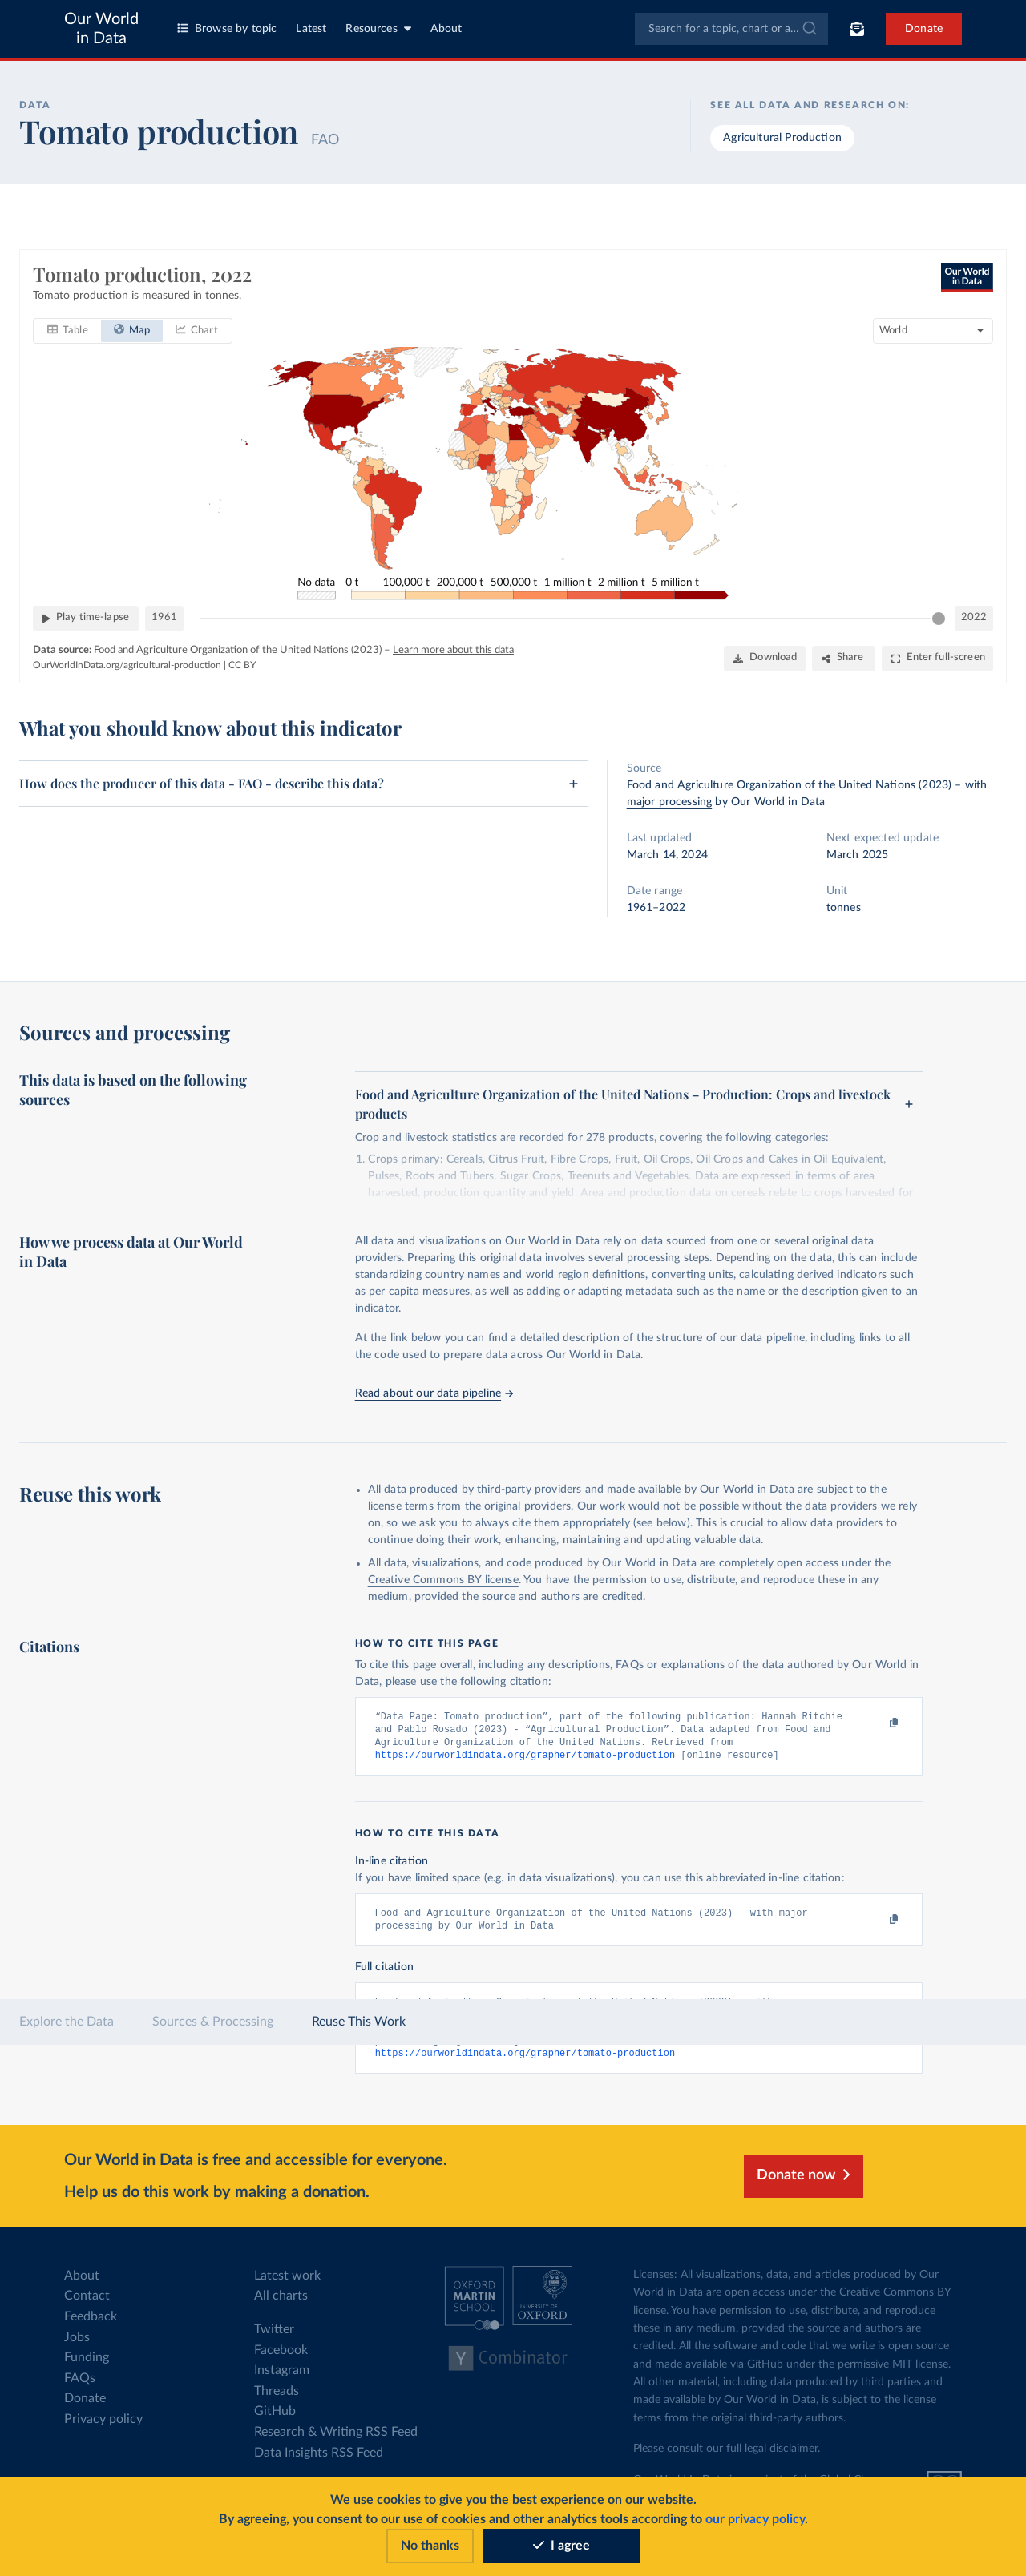 Our World
in Data
Browse by topic
Latest
Resources
About
Search for a topic, chart or a...
Donate
DATA
Tomato production FAO
SEE ALL DATA AND RESEARCH ON:
Agricultural Production
Tomato production, 2022
Tomato production is measured in tonnes.
Our World
in Data
Table
Map
Chart
World
No data
0 t
100,000 t
200,000 t
500,000 t
1 million t
2 million t
5 million t
Play time-lapse
1961
2022
Data source: Food and Agriculture Organization of the United Nations (2023) – Learn more about this data
OurWorldInData.org/agricultural-production | CC BY
Download
Share
Enter full-screen
What you should know about this indicator
How does the producer of this data - FAO - describe this data?
Source
Food and Agriculture Organization of the United Nations (2023) – with
major processing by Our World in Data
Last updated
March 14, 2024
Next expected update
March 2025
Date range
1961–2022
Unit
tonnes
Sources and processing
This data is based on the following
sources
Food and Agriculture Organization of the United Nations – Production: Crops and livestock
products
Crop and livestock statistics are recorded for 278 products, covering the following categories:
1. Crops primary: Cereals, Citrus Fruit, Fibre Crops, Fruit, Oil Crops, Oil Crops and Cakes in Oil Equivalent,
Pulses, Roots and Tubers, Sugar Crops, Treenuts and Vegetables. Data are expressed in terms of area
harvested, production quantity and yield. Area and production data on cereals relate to crops harvested for
How we process data at Our World
in Data
All data and visualizations on Our World in Data rely on data sourced from one or several original data
providers. Preparing this original data involves several processing steps. Depending on the data, this can include
standardizing country names and world region definitions, converting units, calculating derived indicators such
as per capita measures, as well as adding or adapting metadata such as the name or the description given to an
indicator.
At the link below you can find a detailed description of the structure of our data pipeline, including links to all
the code used to prepare data across Our World in Data.
Read about our data pipeline
Reuse this work
• All data produced by third-party providers and made available by Our World in Data are subject to the
license terms from the original providers. Our work would not be possible without the data providers we rely
on, so we ask you to always cite them appropriately (see below). This is crucial to allow data providers to
continue doing their work, enhancing, maintaining and updating valuable data.
• All data, visualizations, and code produced by Our World in Data are completely open access under the
Creative Commons BY license. You have the permission to use, distribute, and reproduce these in any
medium, provided the source and authors are credited.
Citations
HOW TO CITE THIS PAGE
To cite this page overall, including any descriptions, FAQs or explanations of the data authored by Our World in
Data, please use the following citation:
“Data Page: Tomato production”, part of the following publication: Hannah Ritchie
and Pablo Rosado (2023) - “Agricultural Production”. Data adapted from Food and
Agriculture Organization of the United Nations. Retrieved from
https://ourworldindata.org/grapher/tomato-production [online resource]
HOW TO CITE THIS DATA
In-line citation
If you have limited space (e.g. in data visualizations), you can use this abbreviated in-line citation:
Food and Agriculture Organization of the United Nations (2023) – with major
processing by Our World in Data
Full citation
Explore the Data
Sources & Processing
Reuse This Work
https://ourworldindata.org/grapher/tomato-production
Our World in Data is free and accessible for everyone.
Help us do this work by making a donation.
Donate now
About
Contact
Feedback
Jobs
Funding
FAQs
Donate
Privacy policy
Latest work
All charts
Twitter
Facebook
Instagram
Threads
GitHub
Research & Writing RSS Feed
Data Insights RSS Feed
OXFORD
MARTIN
SCHOOL
UNIVERSITY OF
OXFORD
Y Combinator
Licenses: All visualizations, data, and articles produced by Our
World in Data are open access under the Creative Commons BY
license. You have permission to use, distribute, and reproduce
these in any medium, provided the source and authors are
credited. All the software and code that we write is open source
and made available via GitHub under the permissive MIT license.
All other material, including data produced by third parties and
made available by Our World in Data, is subject to the license
terms from the original third-party authors.
Please consult our full legal disclaimer.
We use cookies to give you the best experience on our website.
By agreeing, you consent to our use of cookies and other analytics tools according to our privacy policy.
No thanks
I agree